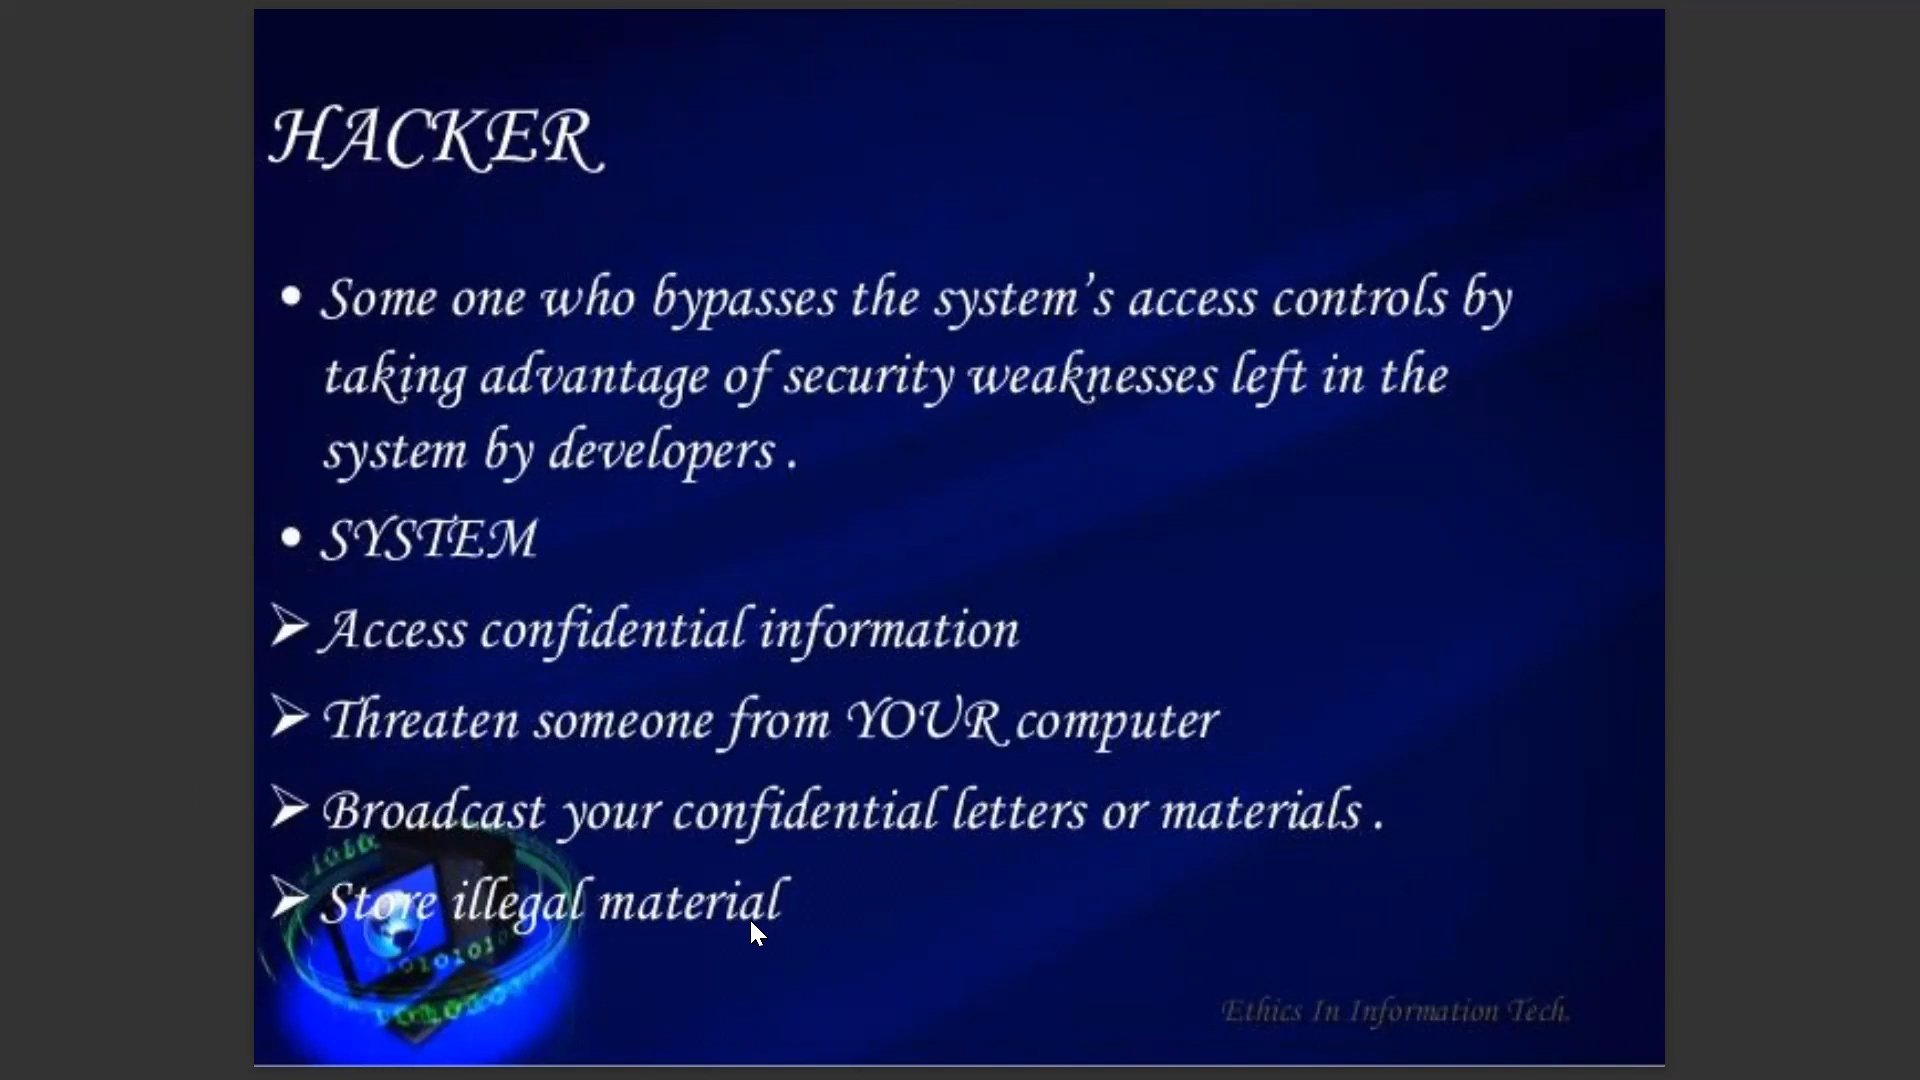 HACKER
• Some one who bypasses the system’s access controls by
taking advantage of security weaknesses left in the
system by developers .
• SYSTEM
➢ Access confidential information
➢ Threaten someone from YOUR computer
➢ Broadcast your confidential letters or materials .
➢ Store illegal material
Ethics In Information Tech.